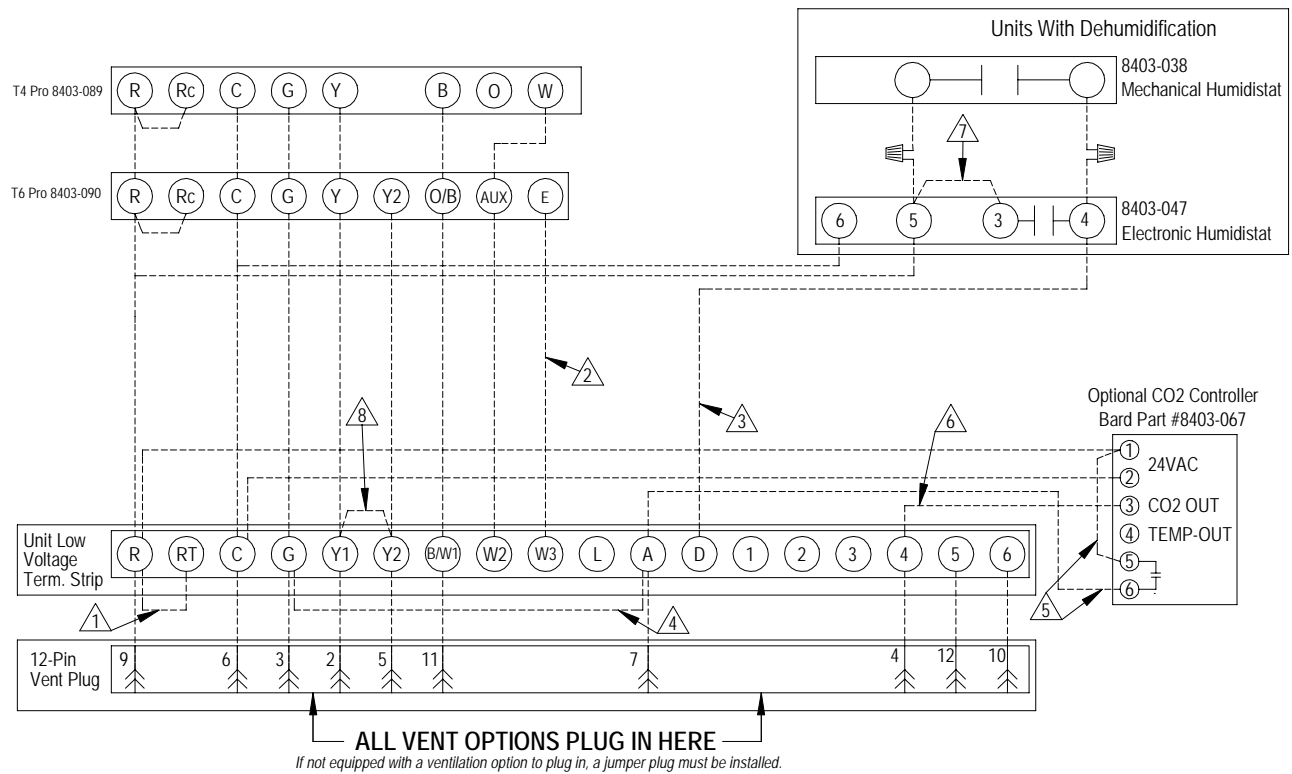 Units With Dehumidification
8403-038
Mechanical Humidistat
T4 Pro 8403-089
R Rc C G Y B O W
7
T6 Pro 8403-090
R Rc C G Y Y2 O/B AUX E
6 5 3 4
8403-047
Electronic Humidistat
2
8
3
6
Optional CO2 Controller
Bard Part #8403-067
1
24VAC
2
3 CO2 OUT
4 TEMP-OUT
5
6
5
Unit Low
Voltage
Term. Strip
R RT C G Y1 Y2 B/W1 W2 W3 L A D 1 2 3 4 5 6
1
4
12-Pin
Vent Plug
9 6 3 2 5 11 7 4 12 10
ALL VENT OPTIONS PLUG IN HERE
If not equipped with a ventilation option to plug in, a jumper plug must be installed.